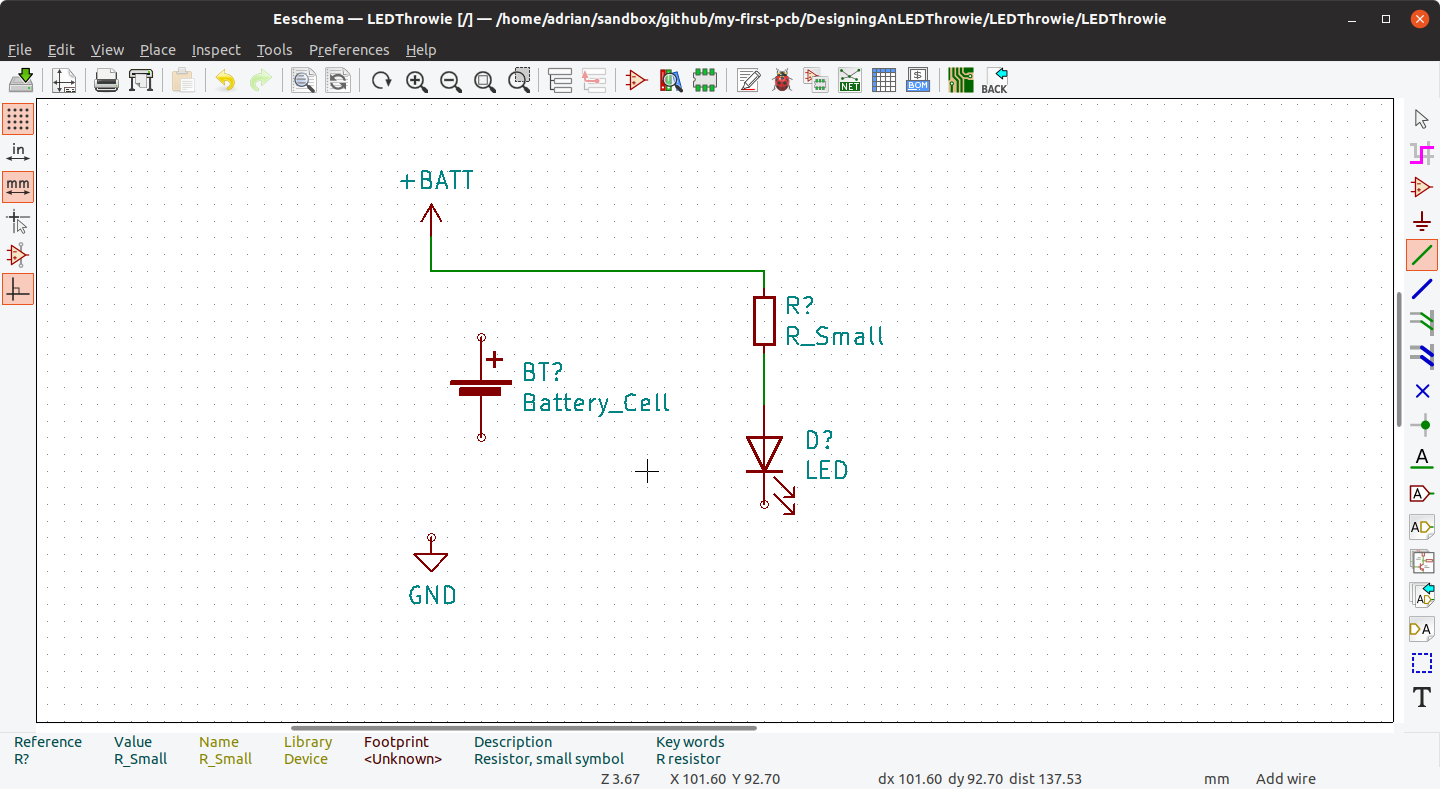 Eeschema — LEDThrowie [/] — /home/adrian/sandbox/github/my-first-pcb/DesigningAnLEDThrowie/LEDThrowie/LEDThrowie
File Edit View Place Inspect Tools Preferences Help
NET
$
BOM
BACK
in
mm
+BATT
R?
R_Small
+
BT?
Battery_Cell
D?
LED
GND
A
A
AD
AD
DA
T
Reference Value Name Library Footprint Description Key words
R? R_Small R_Small Device <Unknown> Resistor, small symbol R resistor
Z 3.67 X 101.60 Y 92.70 dx 101.60 dy 92.70 dist 137.53 mm Add wire